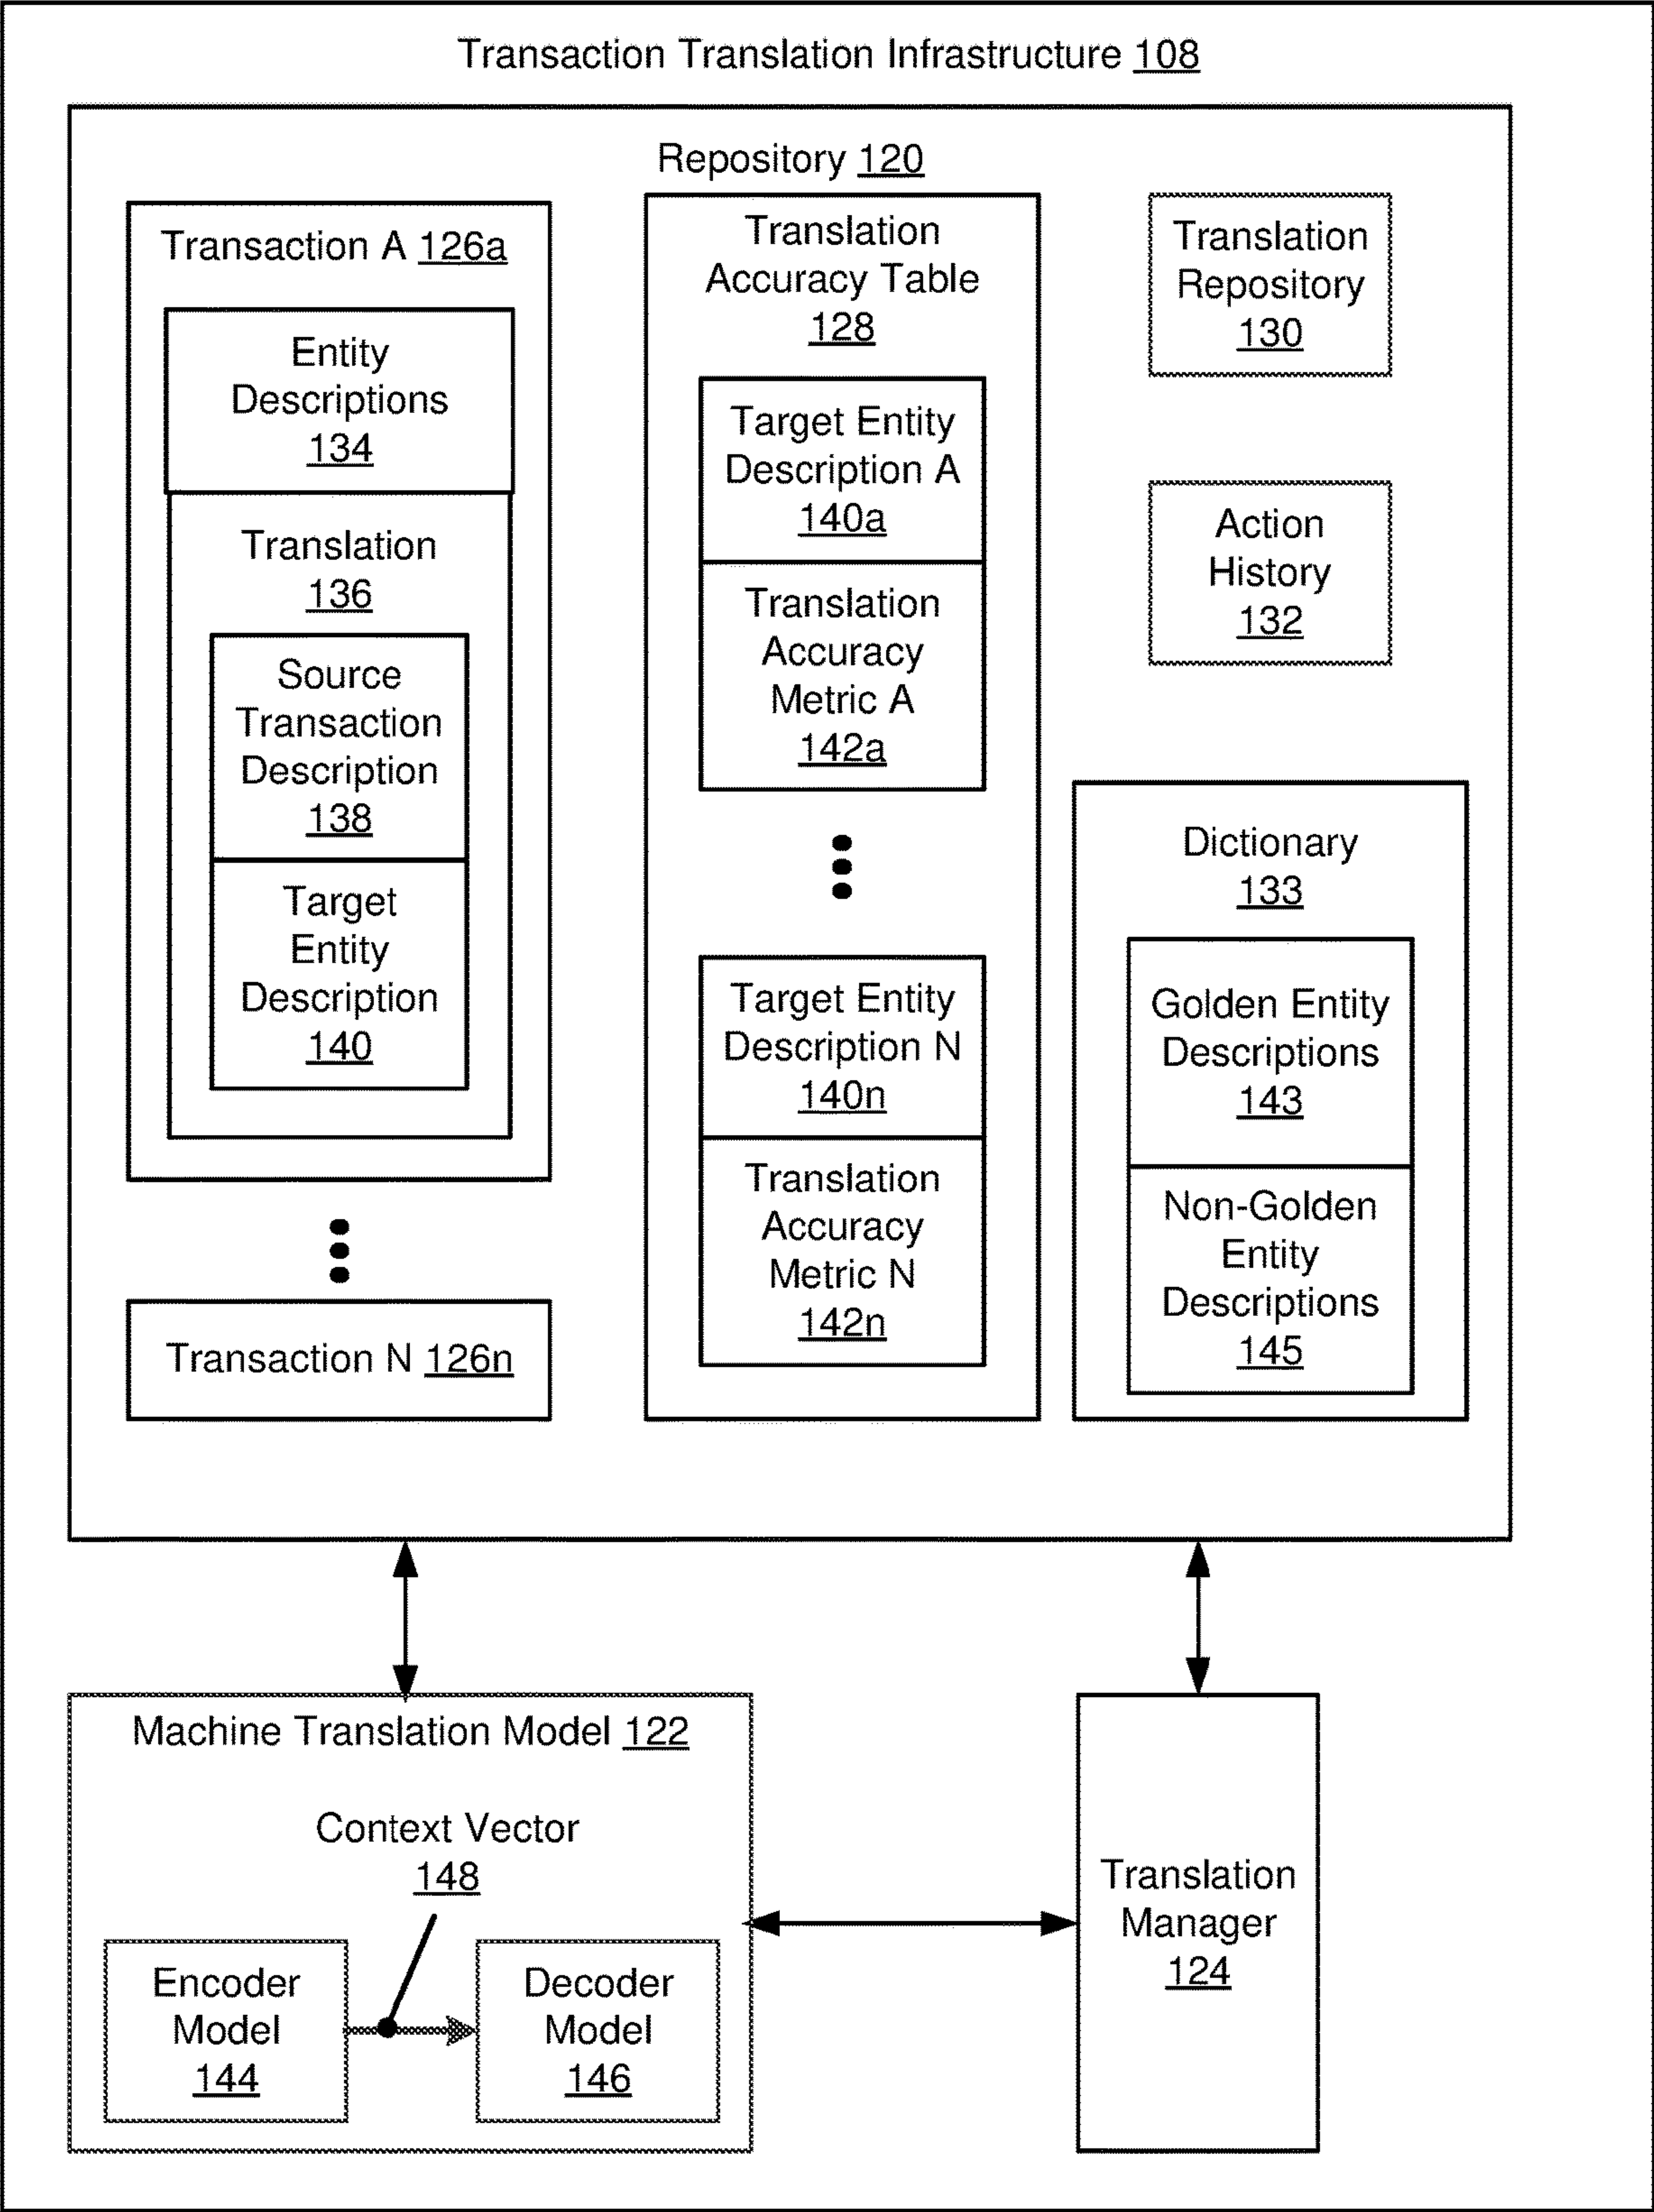 Transaction Translation Infrastructure 108
Repository 120
Transaction A 126a
Entity
Descriptions
134
Translation
136
Source
Transaction
Description
138
Target
Entity
Description
140
Transaction N 126n
Translation
Accuracy Table
128
Target Entity
Description A
140a
Translation
Accuracy
Metric A
142a
Target Entity
Description N
140n
Translation
Accuracy
Metric N
142n
Translation
Repository
130
Action
History
132
Dictionary
133
Golden Entity
Descriptions
143
Non-Golden
Entity
Descriptions
145
Machine Translation Model 122
Context Vector
148
Encoder
Model
144
Decoder
Model
146
Translation
Manager
124